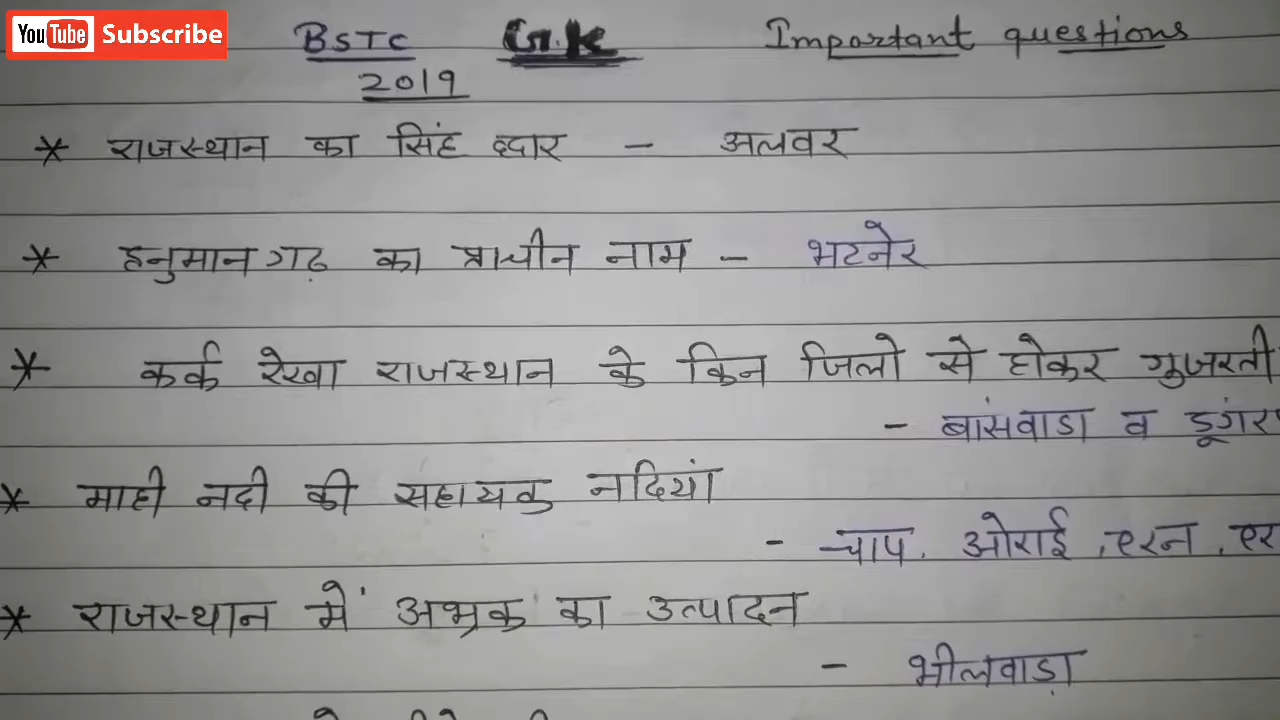 YouTube Subscribe
BSTC G.K Important questions
2019
* राजस्थान का सिंह द्वार - अलवर
* हनुमानगढ़ का प्राचीन नाम - भटनेर
* कर्क रेखा राजस्थान के किन जिलो से होकर गुजरती
- बांसवाडा व
* माही नदी की सहायक नदियां
- चाप, ओराई, एरन,
* राजस्थान में अभ्रक का उत्पादन
- भीलवाड़ा